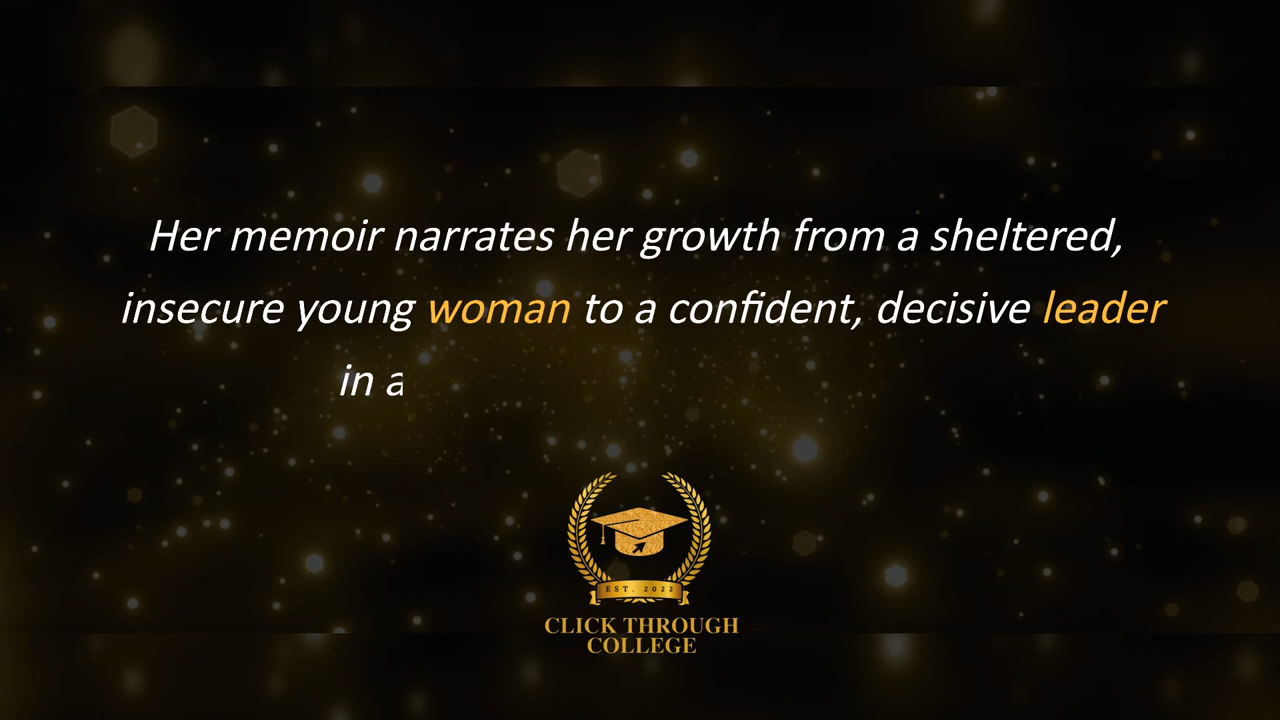 Her memoir narrates her growth from a sheltered,
insecure young woman to a confident, decisive leader
in a
EST. 2022
CLICK THROUGH
COLLEGE